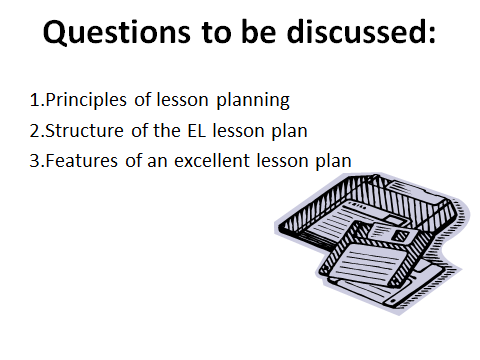 Questions to be discussed:
1.Principles of lesson planning
2.Structure of the EL lesson plan
3.Features of an excellent lesson plan